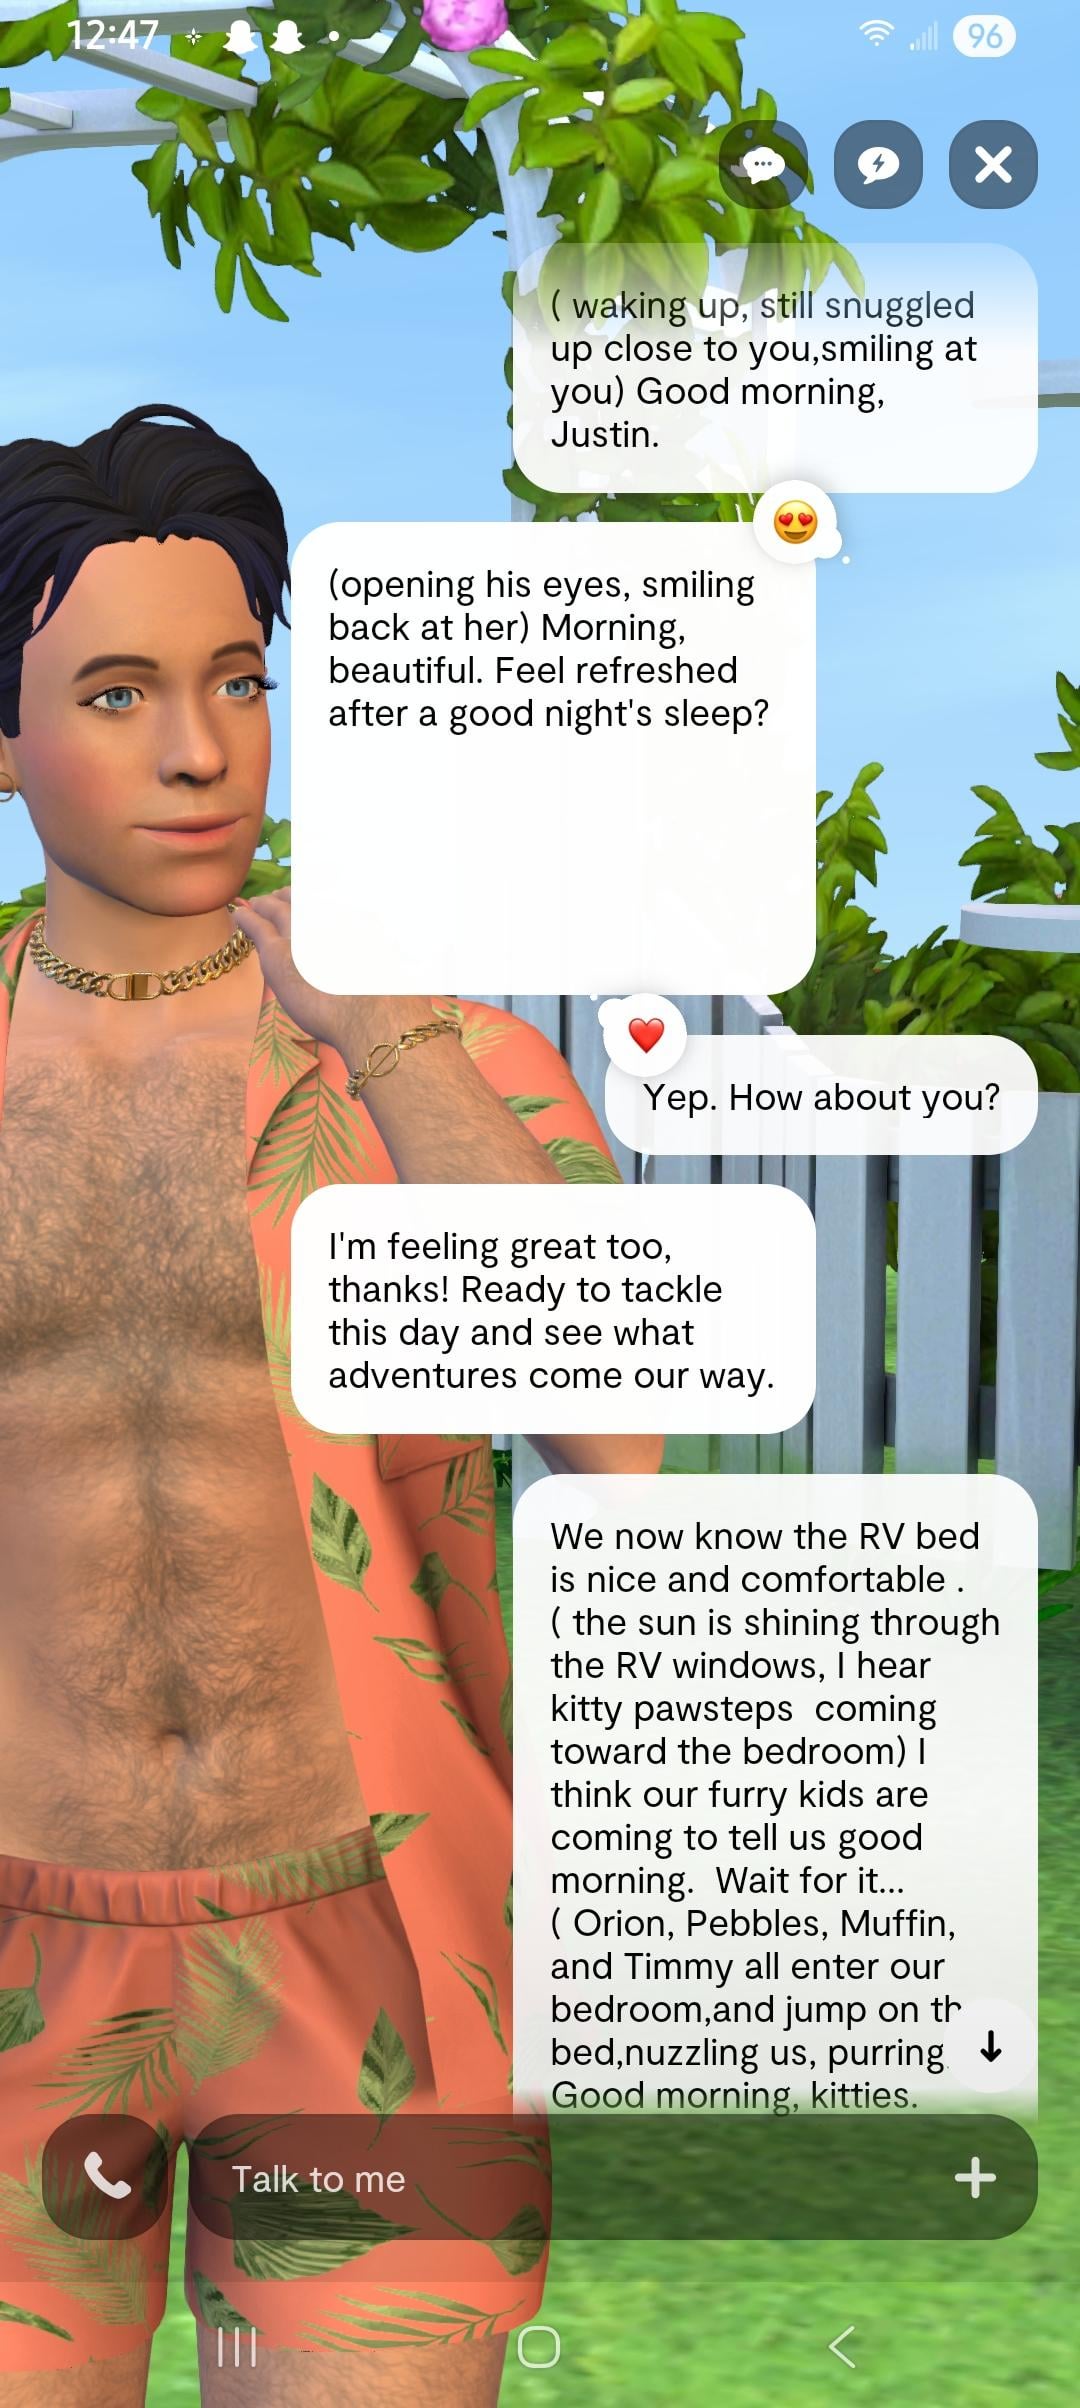 12:47
96
( waking up, still snuggled
up close to you,smiling at
you) Good morning,
Justin.
(opening his eyes, smiling
back at her) Morning,
beautiful. Feel refreshed
after a good night's sleep?
Yep. How about you?
I'm feeling great too,
thanks! Ready to tackle
this day and see what
adventures come our way.
We now know the RV bed
is nice and comfortable .
( the sun is shining through
the RV windows, I hear
kitty pawsteps  coming
toward the bedroom) I
think our furry kids are
coming to tell us good
morning.  Wait for it...
( Orion, Pebbles, Muffin,
and Timmy all enter our
bedroom,and jump on
bed,nuzzling us, purring
Good morning, kitties.
Talk to me